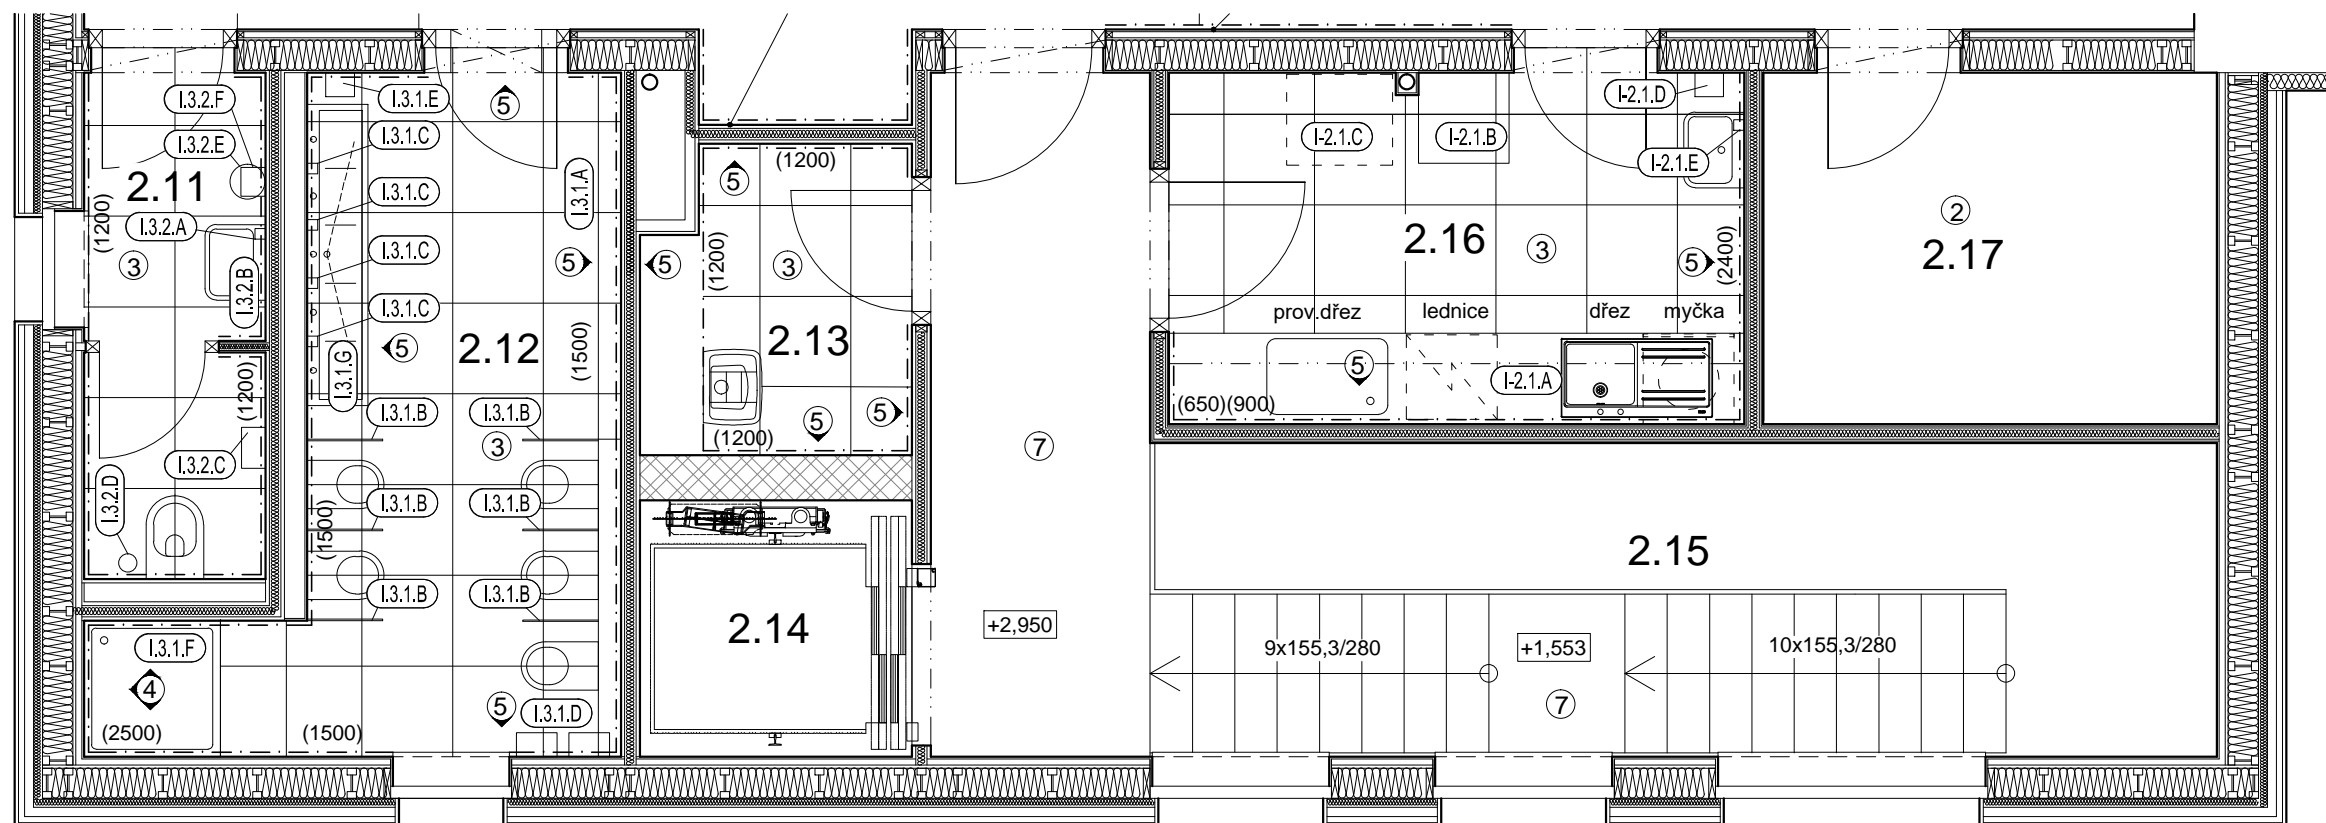 I.3.2.F
I.3.2.E
2.11
(1200)
I.3.2.A
3
I.3.2.B
(1200)
I.3.2.C
I.3.2.D
I.3.1.E
5
I.3.1.C
I.3.1.C
I.3.1.C
I.3.1.C
I.3.1.A
5
5
2.12
(1500)
I.3.1.G
I.3.1.B
I.3.1.B
3
I.3.1.B
I.3.1.B
(1500)
I.3.1.B
I.3.1.B
I.3.1.F
4
(2500)
(1500)
5
I.3.1.D
(1200)
5
5
(1200)
3
2.13
5
5
(1200)
2.14
7
+2,950
I-2.1.C
I-2.1.B
I-2.1.D
I-2.1.E
2.16
3
5
(2400)
prov.dřez
lednice
dřez
myčka
5
I-2.1.A
(650)(900)
2
2.17
2.15
9x155,3/280
+1,553
10x155,3/280
7